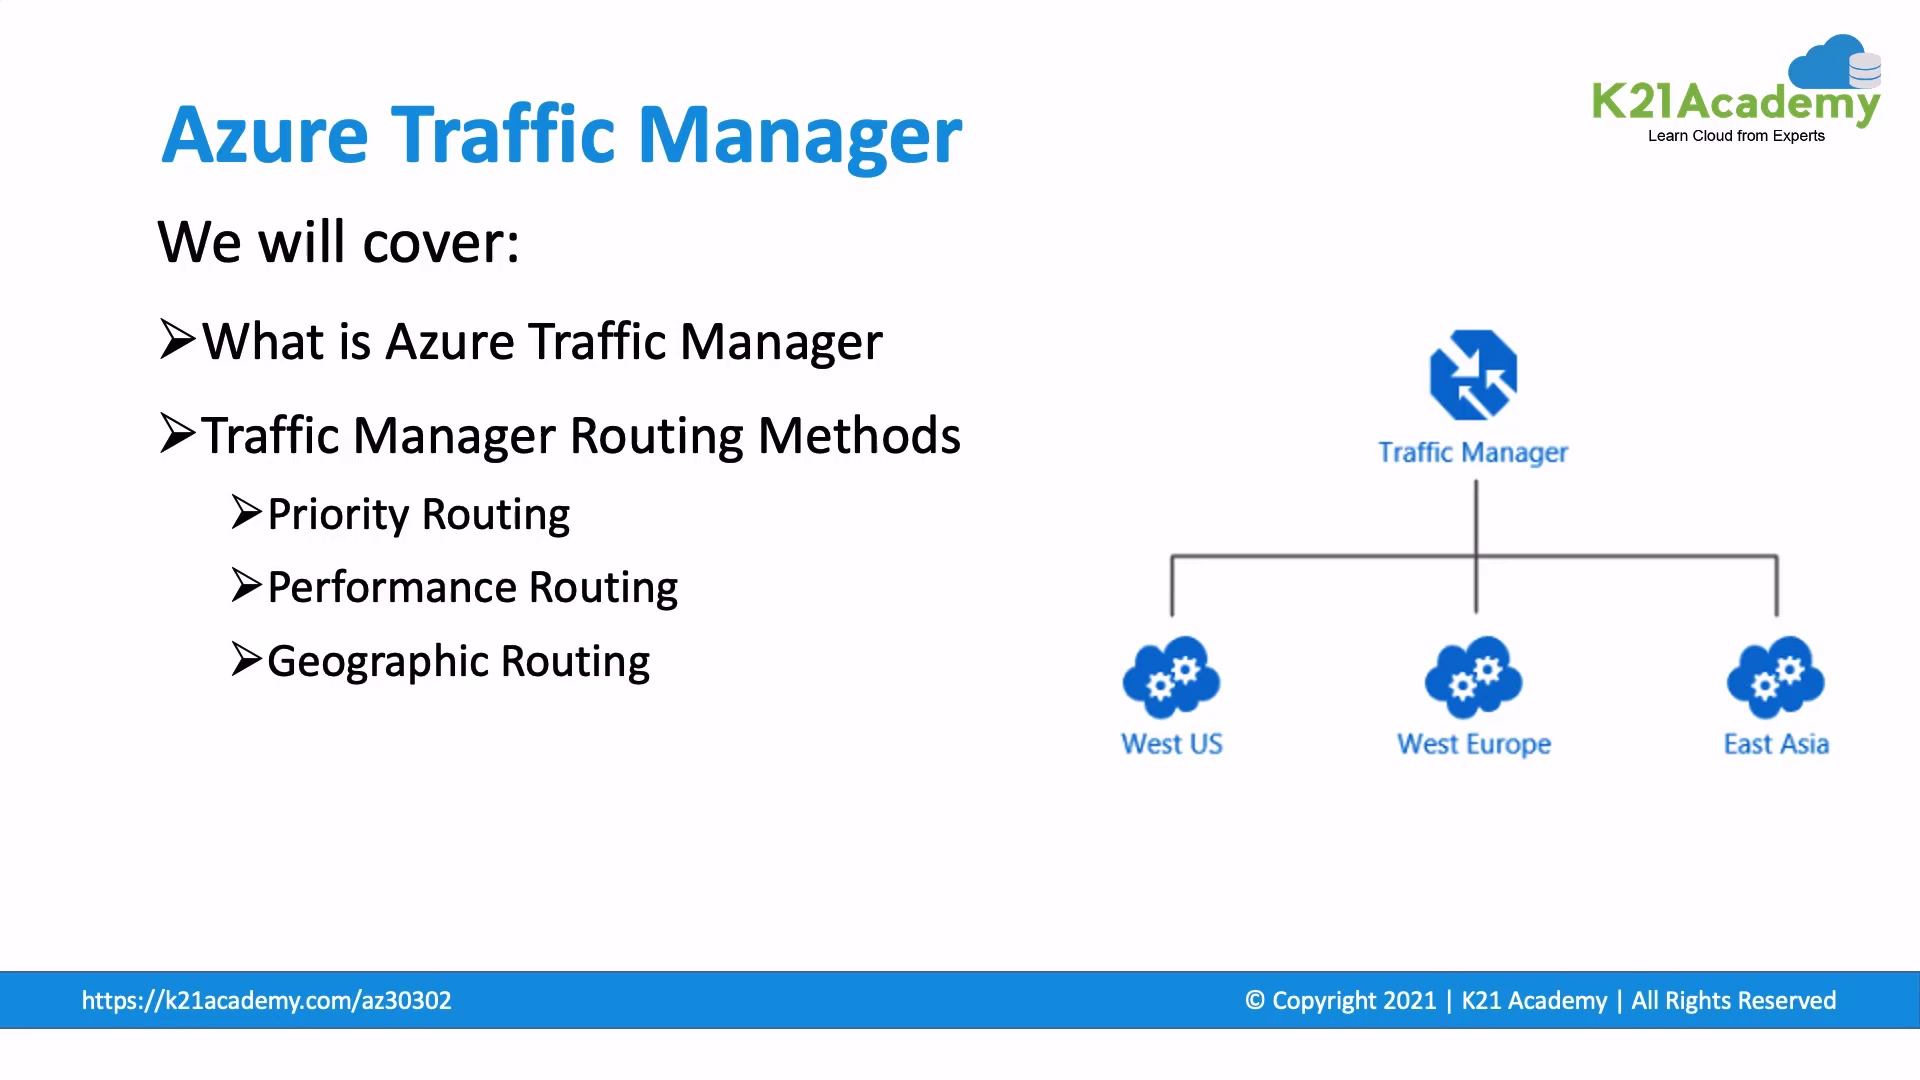 K21Academy
Learn Cloud from Experts
Azure Traffic Manager
We will cover:
➢What is Azure Traffic Manager
➢Traffic Manager Routing Methods
➢Priority Routing
➢Performance Routing
➢Geographic Routing
Traffic Manager
West US
West Europe
East Asia
https://k21academy.com/az30302
© Copyright 2021 | K21 Academy | All Rights Reserved